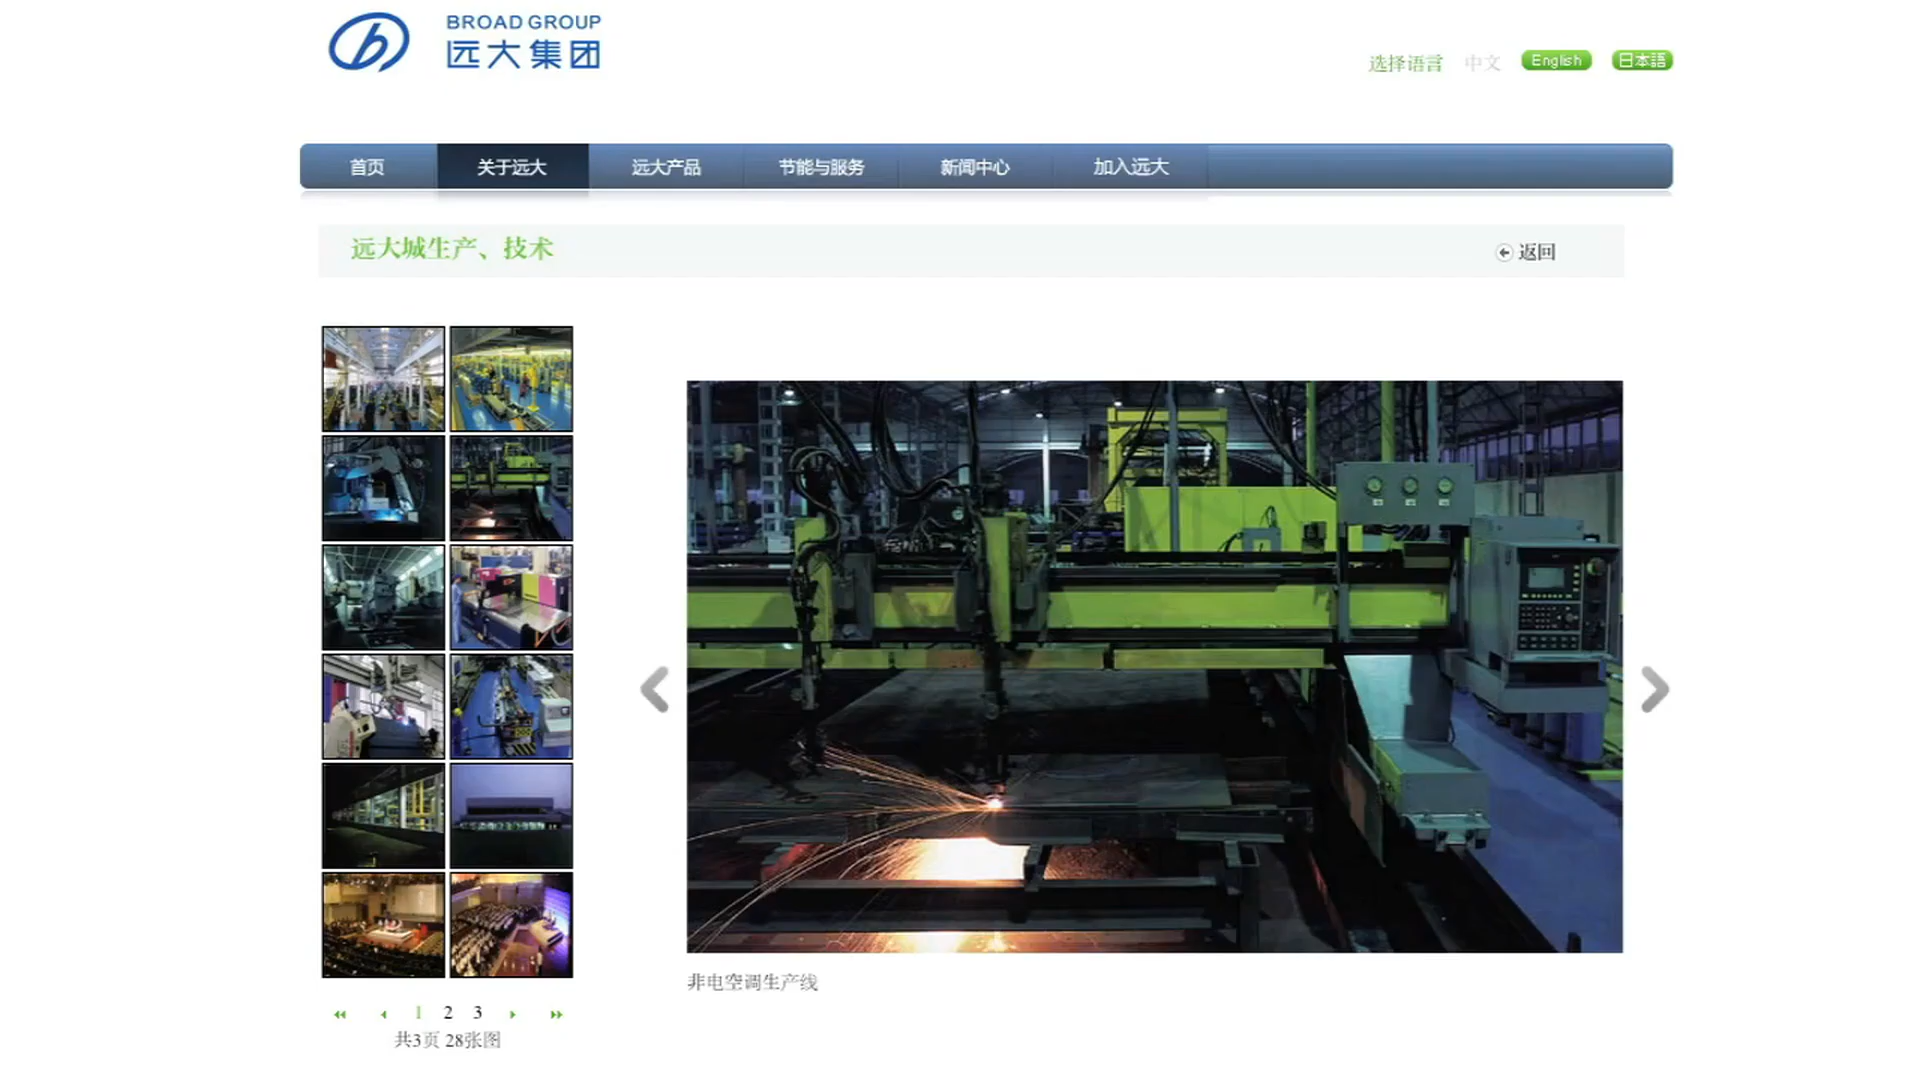 BROAD GROUP
远大集团
选择语言 中文 English 日本語
首页 关于远大 远大产品 节能与服务 新闻中心 加入远大
远大城生产、技术
返回
非电空调生产线
1 2 3
共3页 28张图